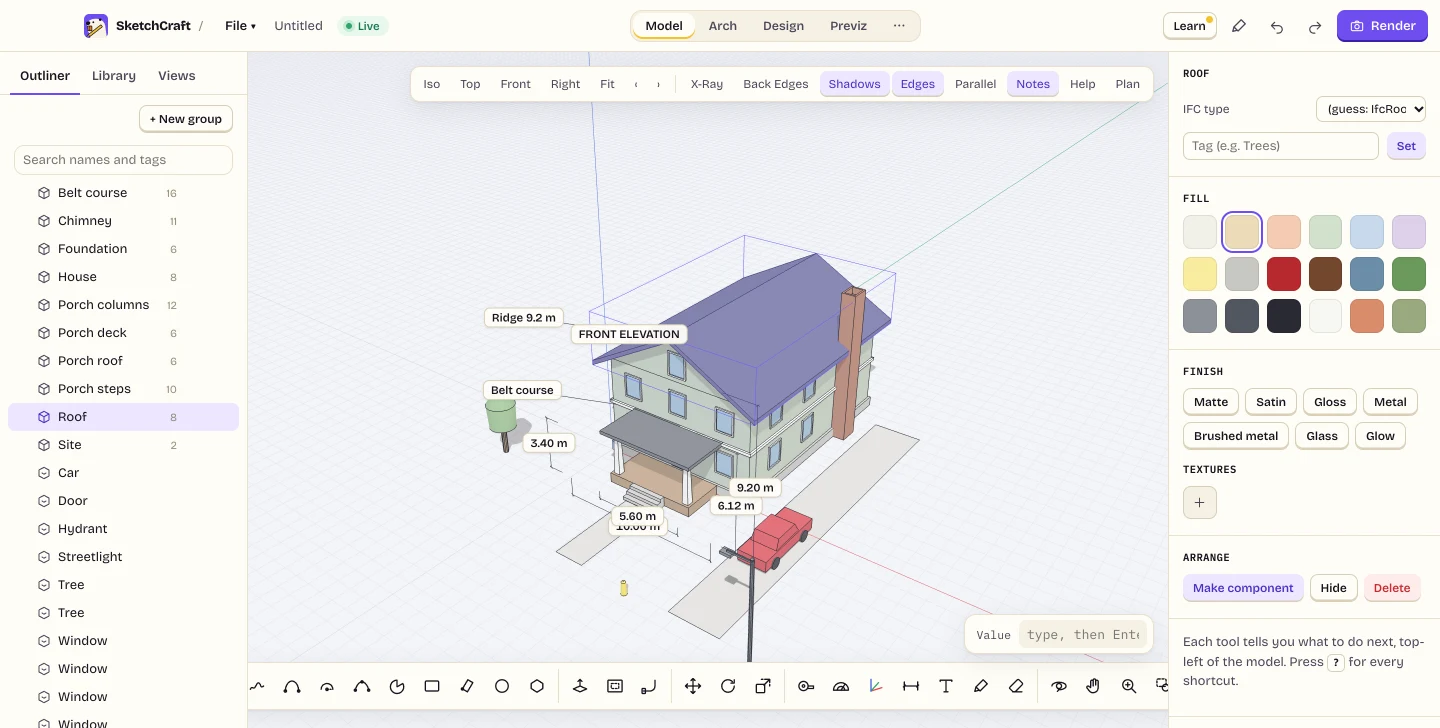 SketchCraft /
File ▾
Untitled
Live
Model
Arch
Design
Previz
···
Learn
Render
Outliner
Library
Views
+ New group
Search names and tags
Belt course 16
Chimney 11
Foundation 6
House 8
Porch columns 12
Porch deck 6
Porch roof 6
Porch steps 10
Roof 8
Site 2
Car
Door
Hydrant
Streetlight
Tree
Tree
Window
Window
Window
Window
Iso
Top
Front
Right
Fit
‹
›
X-Ray
Back Edges
Shadows
Edges
Parallel
Notes
Help
Plan
Ridge 9.2 m
FRONT ELEVATION
Belt course
3.40 m
9.20 m
6.12 m
5.60 m
10.00 m
Value
type, then Ente
ROOF
IFC type
(guess: IfcRoo
Tag (e.g. Trees)
Set
FILL
FINISH
Matte
Satin
Gloss
Metal
Brushed metal
Glass
Glow
TEXTURES
+
ARRANGE
Make component
Hide
Delete
Each tool tells you what to do next, top-
left of the model. Press ? for every
shortcut.